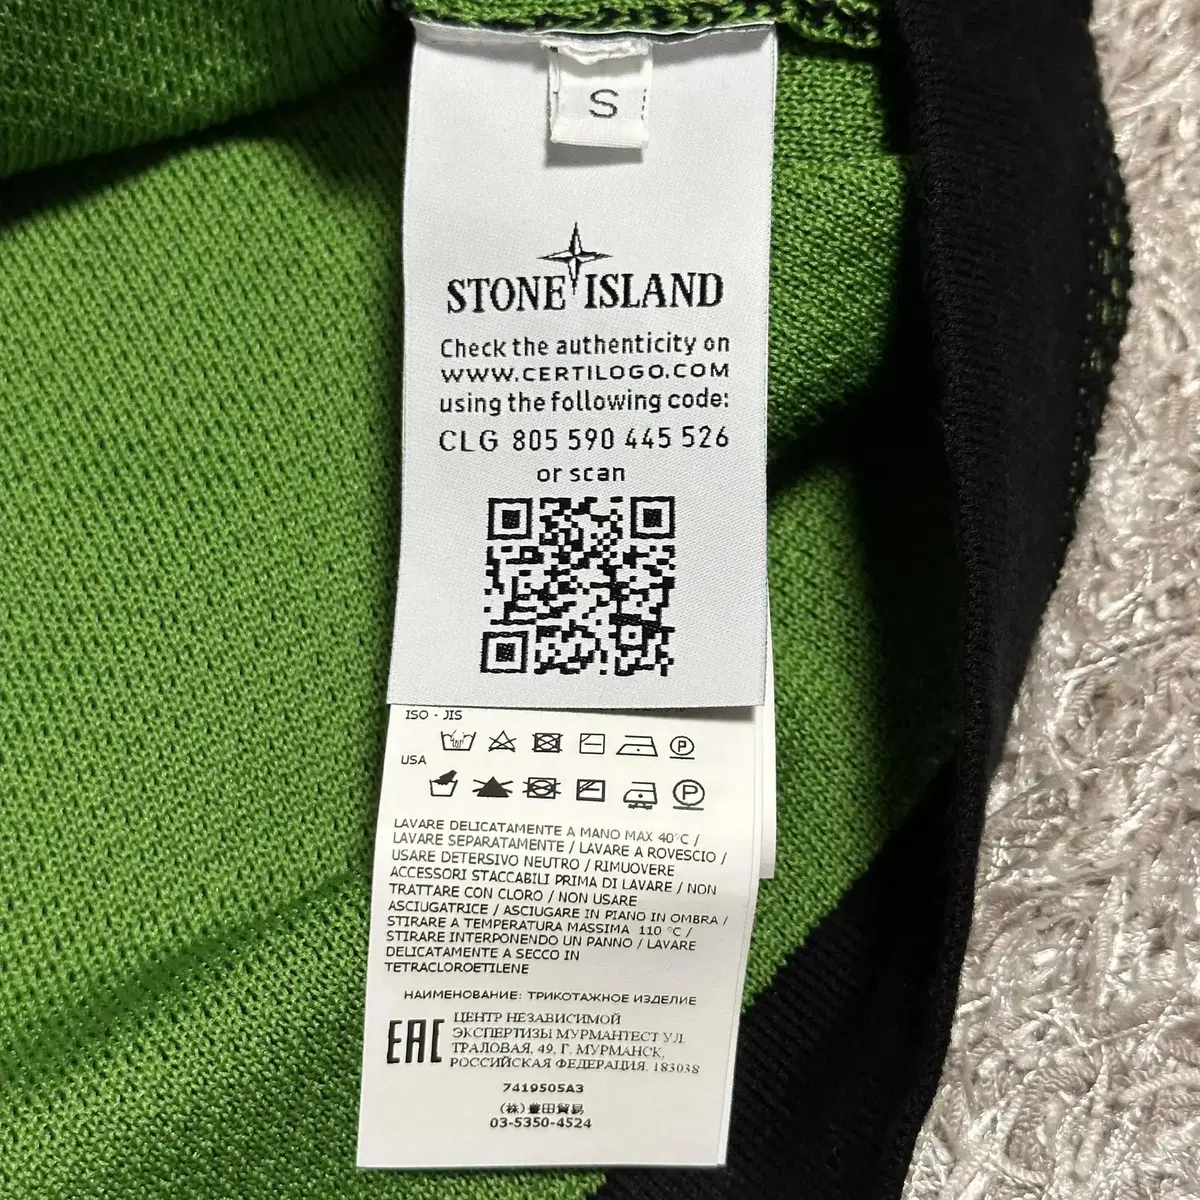 S
STONE ISLAND
Check the authenticity on
WWW.CERTILOGO.COM
using the following code:
CLG 805 590 445 526
or scan
ISO - JIS
P
USA
P
LAVARE DELICATAMENTE A MANO MAX 40°C /
LAVARE SEPARATAMENTE / LAVARE A ROVESCIO /
USARE DETERSIVO NEUTRO / RIMUOVERE
ACCESSORI STACCABILI PRIMA DI LAVARE / NON
TRATTARE CON CLORO / NON USARE
ASCIUGATRICE / ASCIUGARE IN PIANO IN OMBRA /
STIRARE A TEMPERATURA MASSIMA 110 °C /
STIRARE INTERPONENDO UN PANNO / LAVARE
DELICATAMENTE A SECCO IN
TETRACLOROETILENE
НАИМЕНОВАНИЕ: ТРИКОТАЖНОЕ ИЗДЕЛИЕ
EAC
ЦЕНТР НЕЗАВИСИМОЙ
ЭКСПЕРТИЗЫ МУРМАНТЕСТ УЛ.
ТРАЛОВАЯ, 49, Г. МУРМАНСК,
РОССИЙСКАЯ ФЕДЕРАЦИЯ, 183038
7419505A3
(株)豊田貿易
03-5350-4524